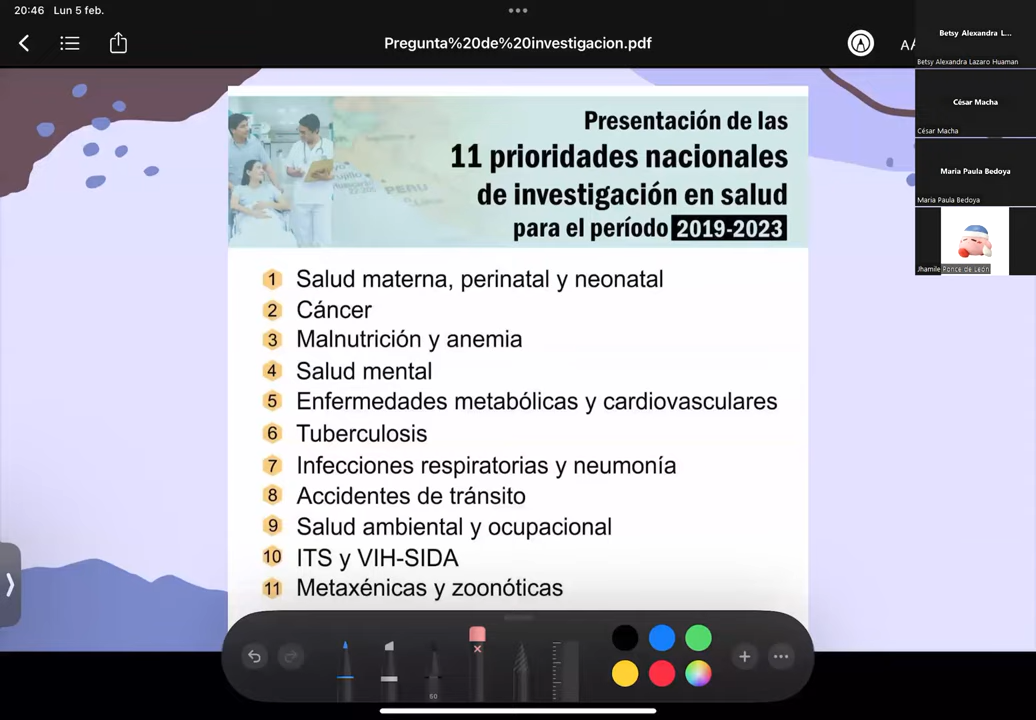 20:46 Lun 5 feb.
Pregunta%20de%20investigacion.pdf
AA
Betsy Alexandra L...
Betsy Alexandra Lazaro Huaman
César Macha
César Macha
Maria Paula Bedoya
Maria Paula Bedoya
Jhamile Ponce de León
Presentación de las
11 prioridades nacionales
de investigación en salud
para el período 2019-2023
PERU
1 Salud materna, perinatal y neonatal
2 Cáncer
3 Malnutrición y anemia
4 Salud mental
5 Enfermedades metabólicas y cardiovasculares
6 Tuberculosis
7 Infecciones respiratorias y neumonía
8 Accidentes de tránsito
9 Salud ambiental y ocupacional
10 ITS y VIH-SIDA
11 Metaxénicas y zoonóticas
50